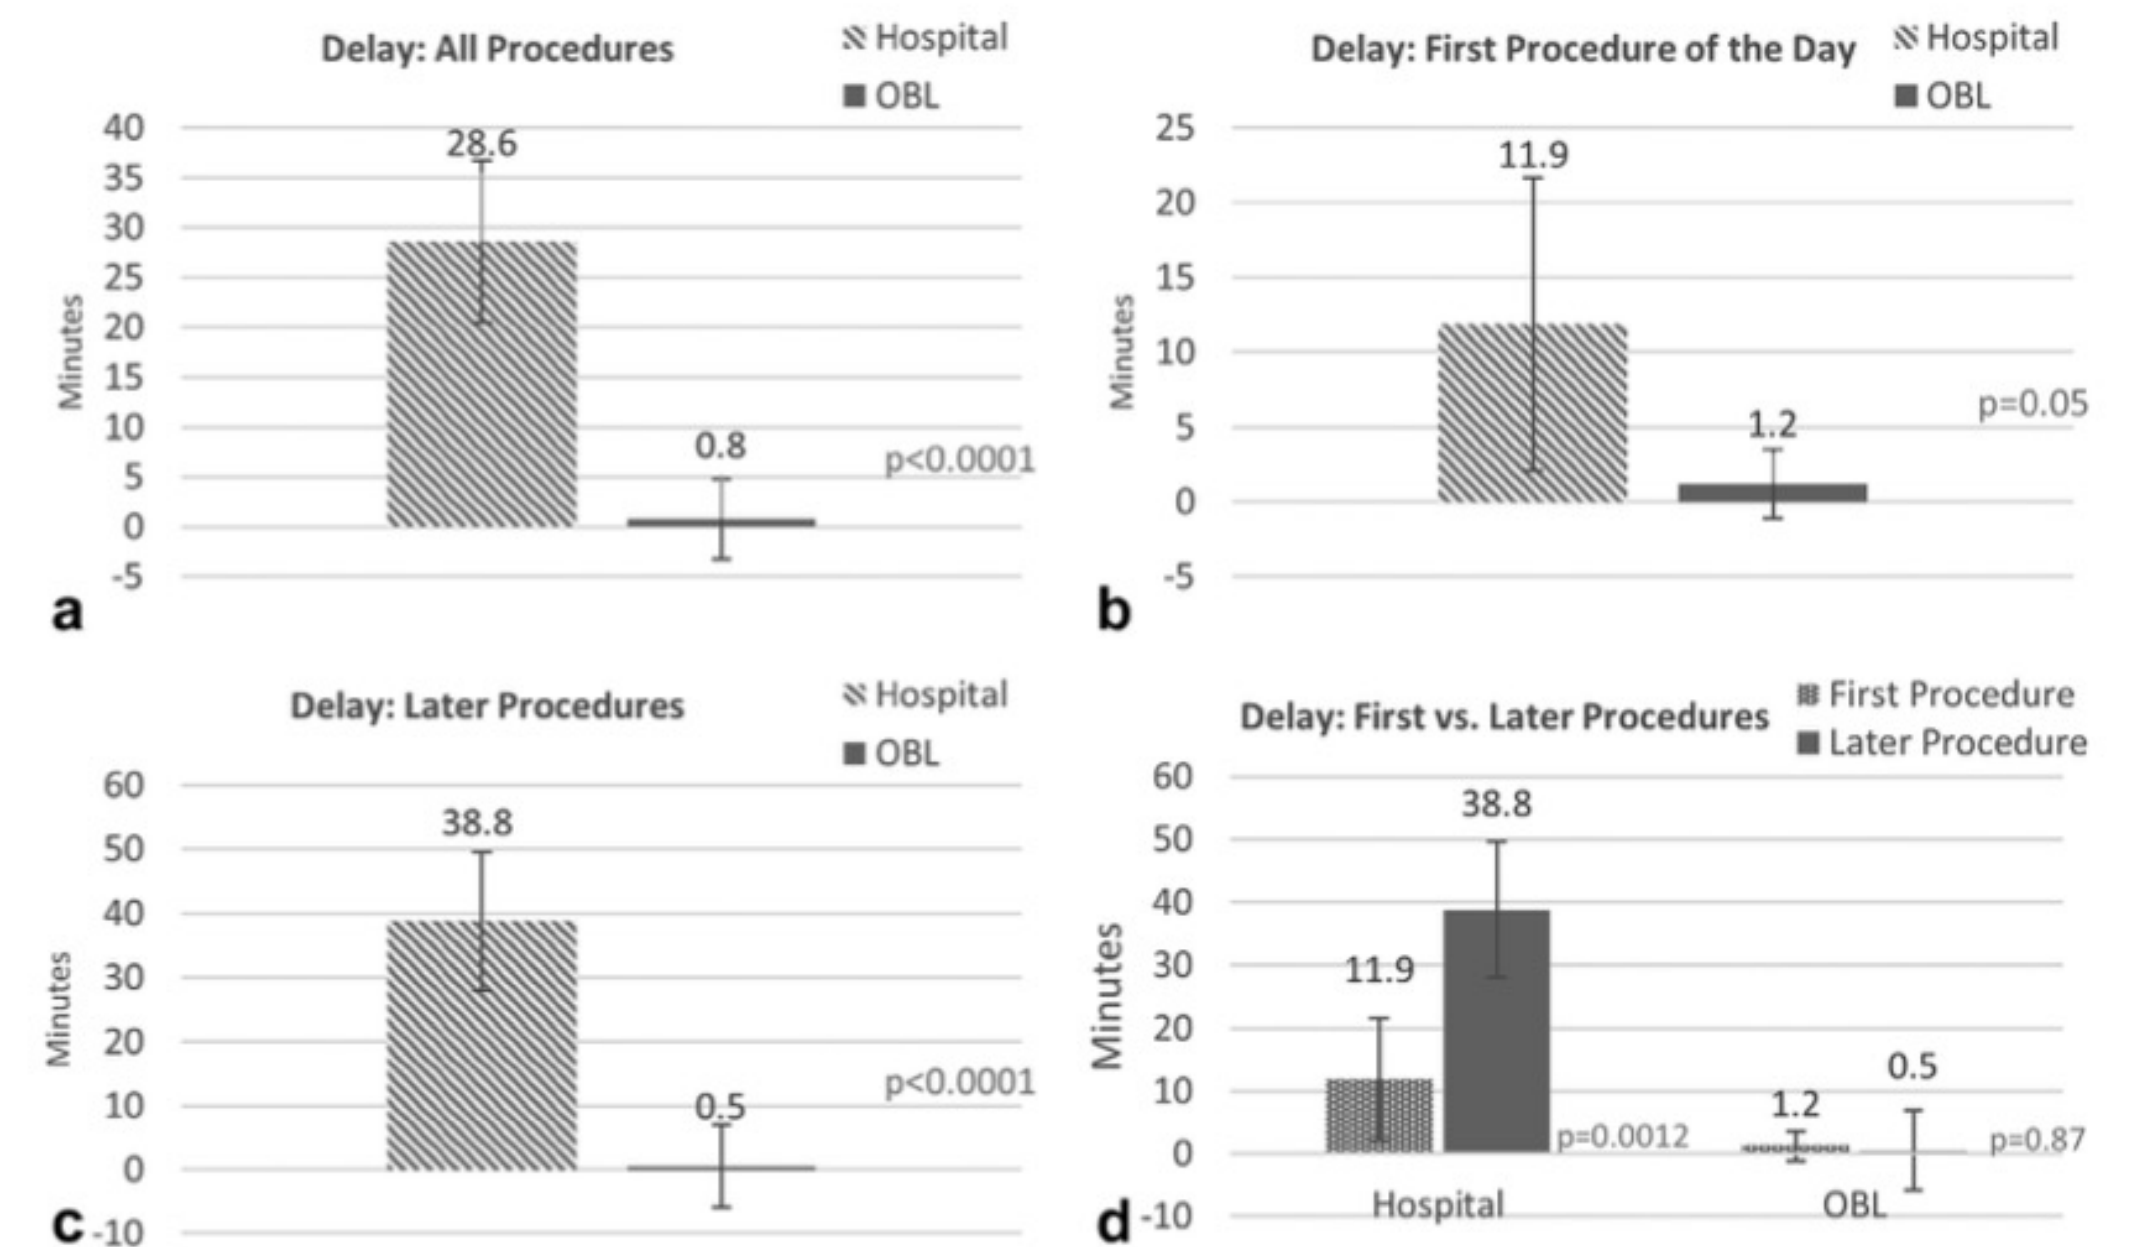 Delay: All Procedures
Hospital
OBL
40
35
30
25
20
15
10
5
0
-5
Minutes
28.6
0.8
p<0.0001
a
Delay: First Procedure of the Day
Hospital
OBL
25
20
15
10
5
0
-5
Minutes
11.9
1.2
p=0.05
b
Delay: Later Procedures
Hospital
OBL
60
50
40
30
20
10
0
-10
Minutes
38.8
0.5
p<0.0001
c
Delay: First vs. Later Procedures
First Procedure
Later Procedure
60
50
40
30
20
10
0
-10
Minutes
11.9
38.8
p=0.0012
1.2
0.5
p=0.87
Hospital
OBL
d